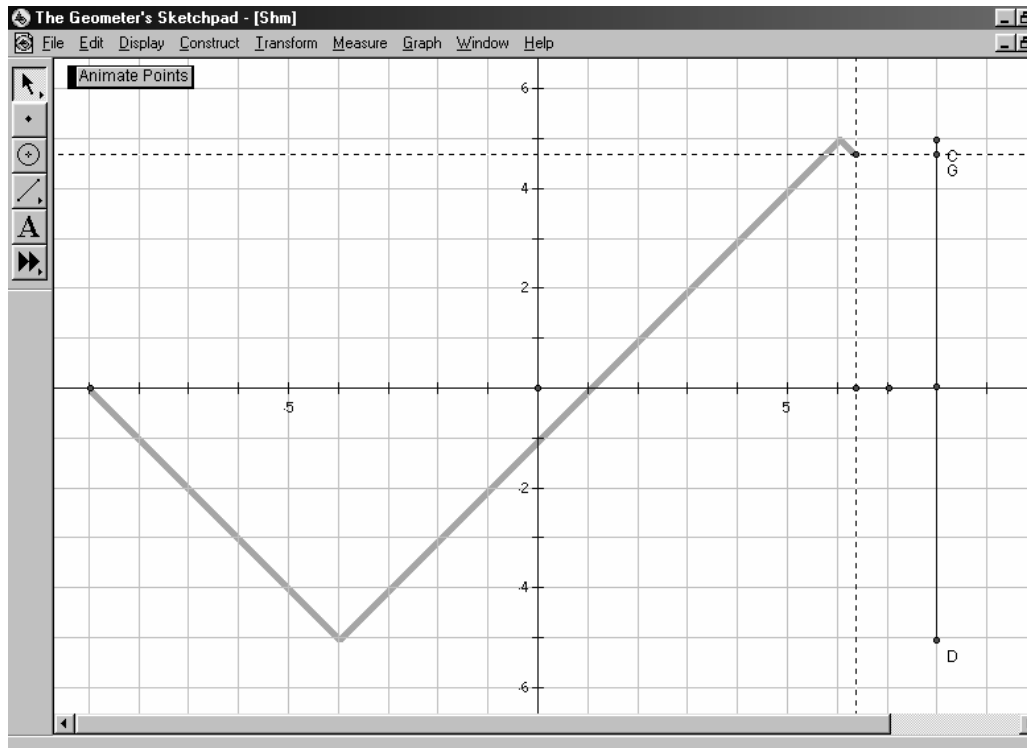 The Geometer's Sketchpad - [Shm]
File Edit Display Construct Transform Measure Graph Window Help
Animate Points
A
6
4
2
-5
5
-2
-4
-6
C
G
D